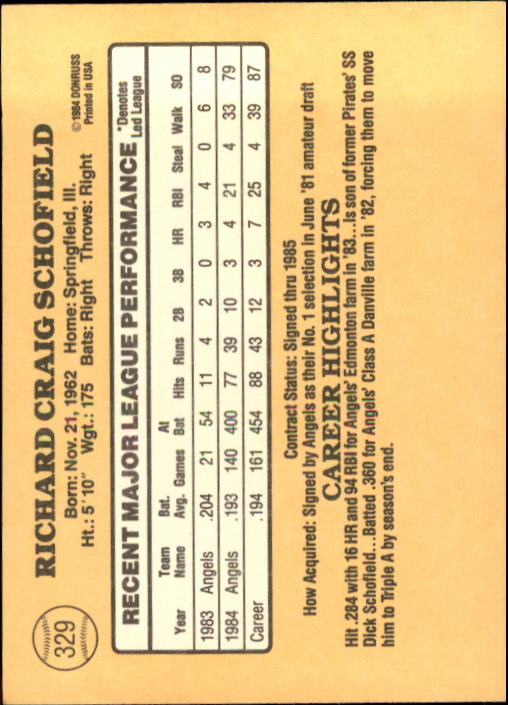 329
RICHARD CRAIG SCHOFIELD
Born: Nov. 21, 1962 Home: Springfield, Ill.
Ht.: 5'10" Wgt.: 175 Bats: Right Throws: Right
©1984 DONRUSS
Printed in USA
RECENT MAJOR LEAGUE PERFORMANCE
*Denotes
Led League
Year Team Name Bat. Avg. Games At Bat Hits Runs 2B 3B HR RBI Steal Walk SO
1983 Angels .204 21 54 11 4 2 0 3 4 0 6 8
1984 Angels .193 140 400 77 39 10 3 4 21 4 33 79
Career .194 161 454 88 43 12 3 7 25 4 39 87
Contract Status: Signed thru 1985
How Acquired: Signed by Angels as their No. 1 selection in June '81 amateur draft
CAREER HIGHLIGHTS
Hit .284 with 16 HR and 94 RBI for Angels' Edmonton farm in '83...Is son of former Pirates' SS
Dick Schofield...Batted .360 for Angels' Class A Danville farm in '82, forcing them to move
him to Triple A by season's end.